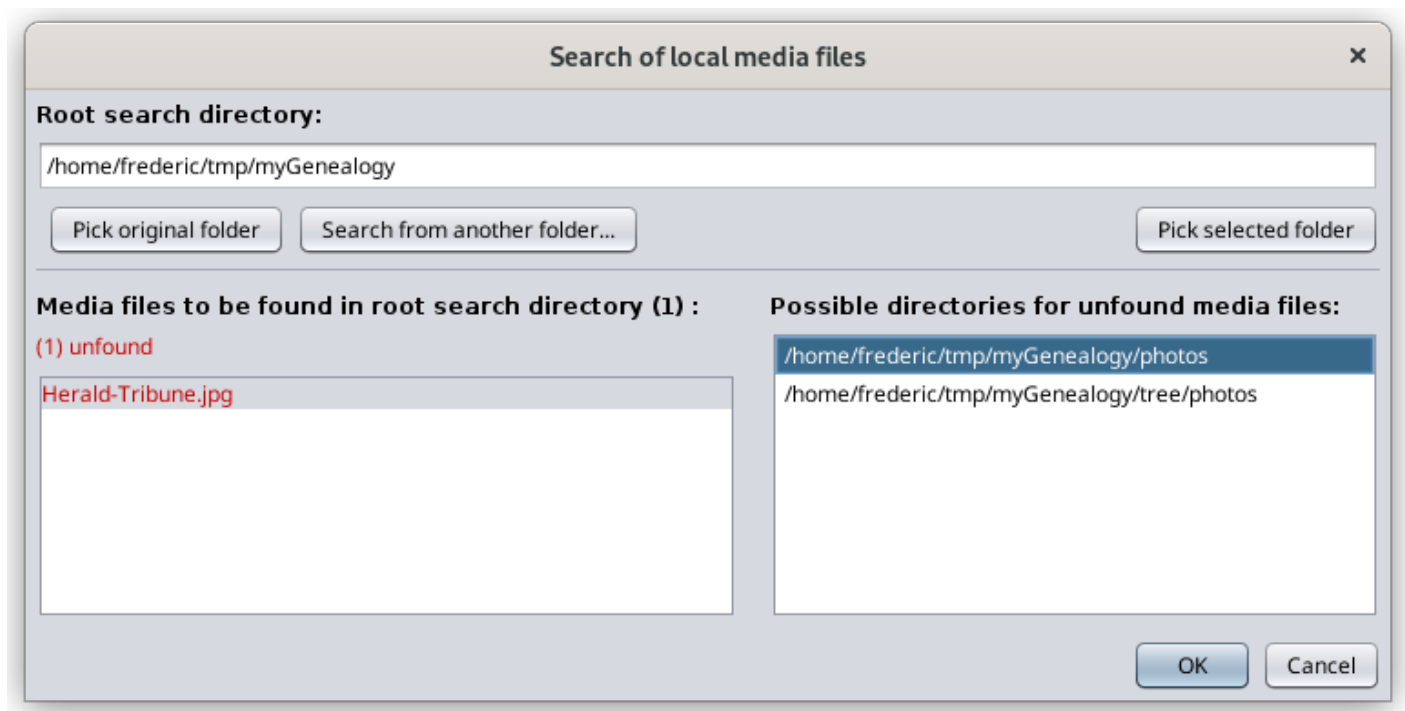 Search of local media files
×
Root search directory:
/home/frederic/tmp/myGenealogy
Pick original folder
Search from another folder...
Pick selected folder
Media files to be found in root search directory (1) :
(1) unfound
Herald-Tribune.jpg
Possible directories for unfound media files:
/home/frederic/tmp/myGenealogy/photos
/home/frederic/tmp/myGenealogy/tree/photos
OK
Cancel